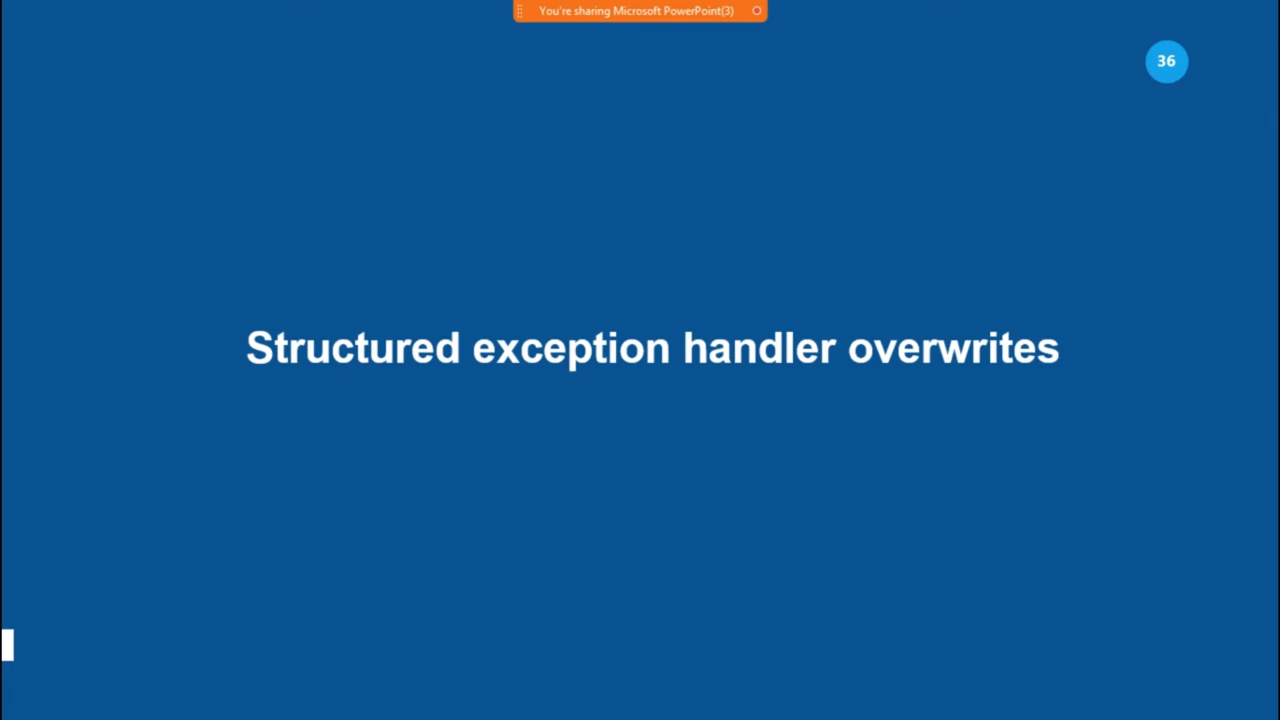 You're sharing Microsoft PowerPoint(3)
36
Structured exception handler overwrites